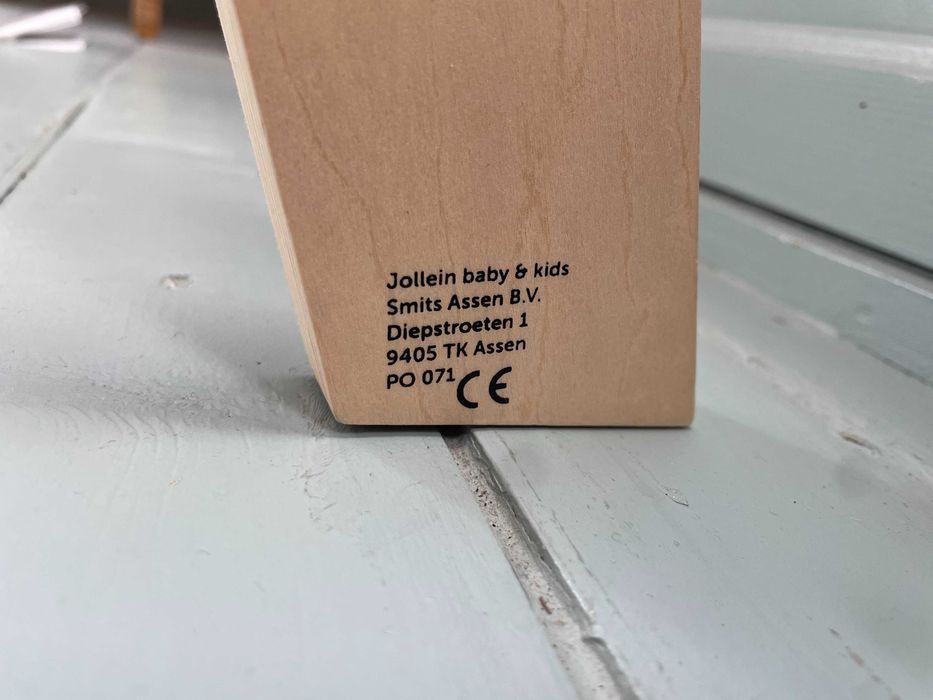 Jollein baby & kids
Smits Assen B.V.
Diepstroeten 1
9405 TK Assen
PO 071
CE